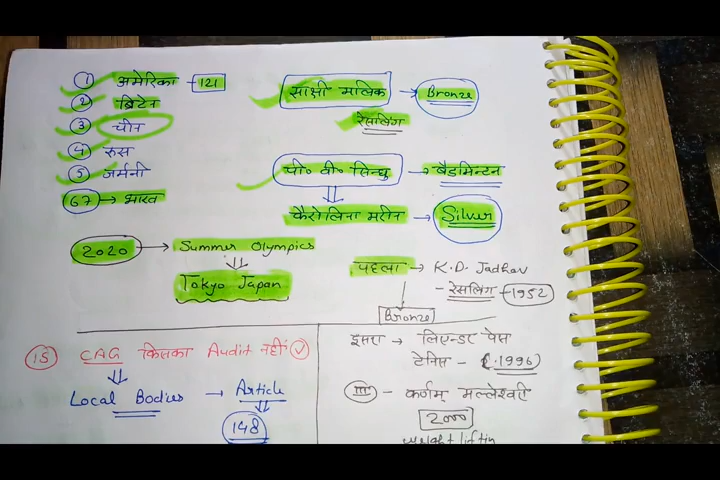 ① अमेरिका - 121
② ब्रिटेन
③ चीन
④ रुस
⑤ जर्मनी
67 → भारत
साक्षी मलिक → Bronze
रेसलिंग
पी॰ वी॰ सिन्धु → बैडमिन्टन
⇓
कैरोलिना मरीन → Silver
2020 → Summer Olympics
⇓
Tokyo Japan
पहला → K.D. Jadhav
- रेसलिंग - 1952
Bronze
दूसरा → लिएन्डर पेस
टेनिस - (1996)
III - कर्णम मल्लेश्वरी
2000
weight liftin
15 CAG किसका Audit नहीं
⇓
Local Bodies → Article
⇓
148